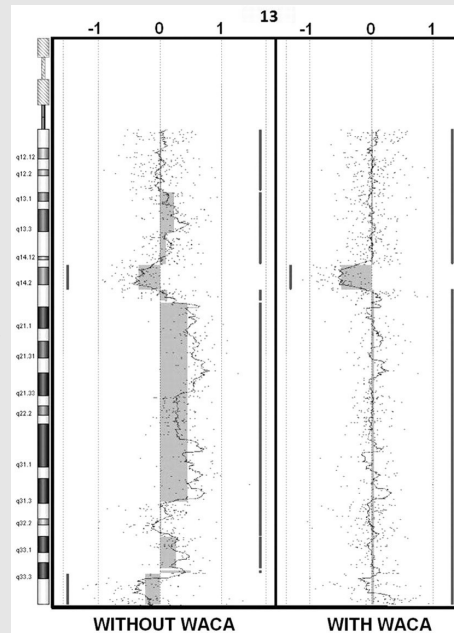 13
-1 0 1 -1 0 1
q12.12
q12.2
q13.1
q13.3
q14.12
q14.2
q21.1
q21.31
q21.33
q22.2
q31.1
q31.3
q32.2
q33.1
q33.3
WITHOUT WACA WITH WACA